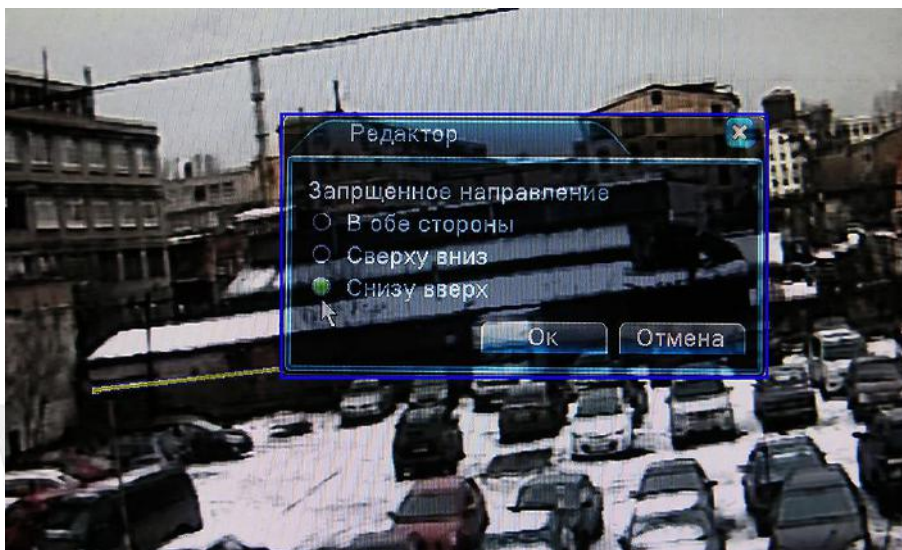 Редактор
Запрщенное направление
В обе стороны
Сверху вниз
Снизу вверх
Ок Отмена